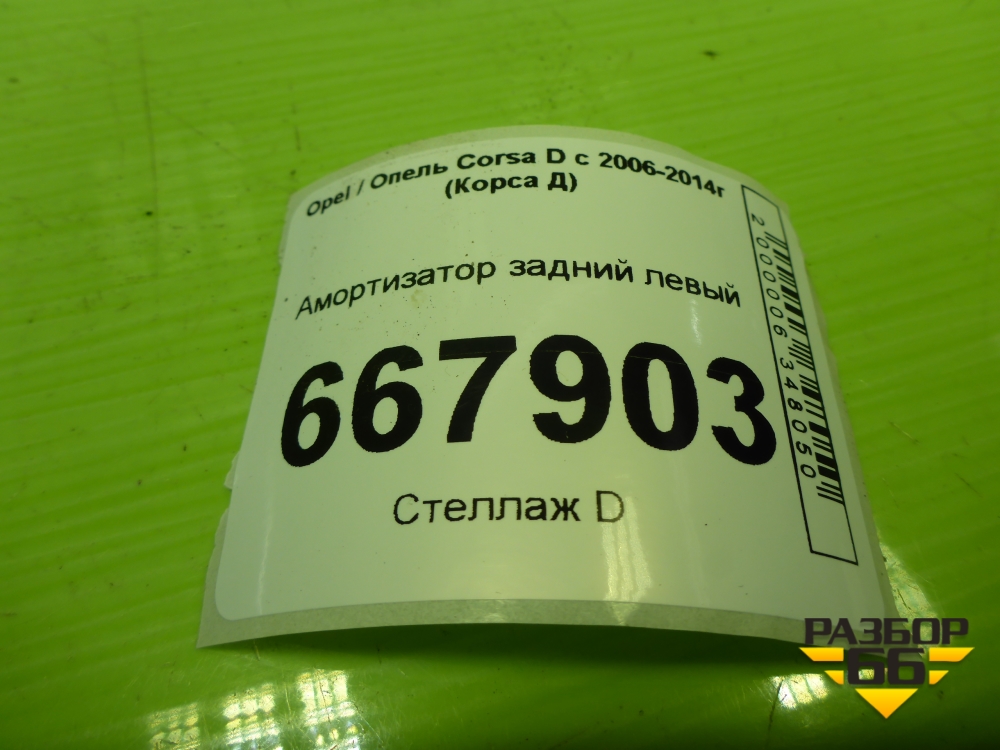 Opel / Опель Corsa D с 2006-2014г
(Корса Д)
Амортизатор задний левый
667903
Стеллаж D
2000006348050
РАЗБОР
66